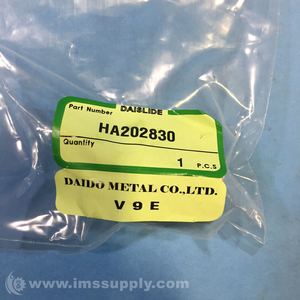 Part Number DAISLIDE
HA202830
Quantity
1 P.C.S
DAIDO METAL CO.,LTD.
V 9 E
© www.imssupply.com